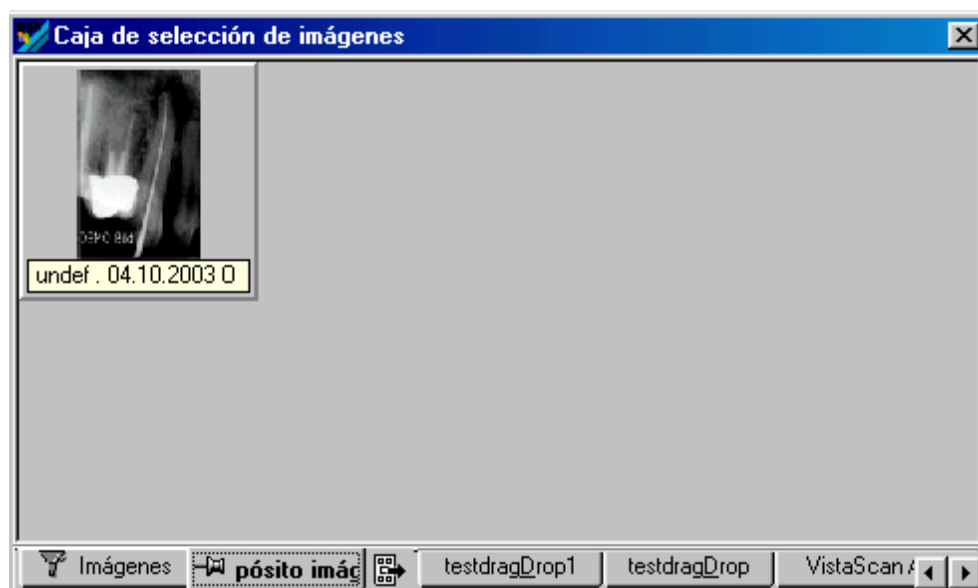 Caja de selección de imágenes
undef . 04.10.2003 O
Imágenes
pósito imág
testdragDrop1
testdragDrop
VistaScan